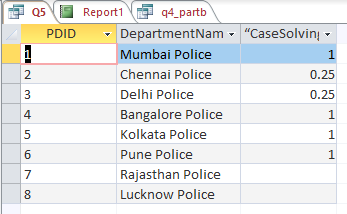 Q5 Report1 q4_partb
PDID DepartmentNam "CaseSolving
1 Mumbai Police 1
2 Chennai Police 0.25
3 Delhi Police 0.25
4 Bangalore Police 1
5 Kolkata Police 1
6 Pune Police 1
7 Rajasthan Police
8 Lucknow Police